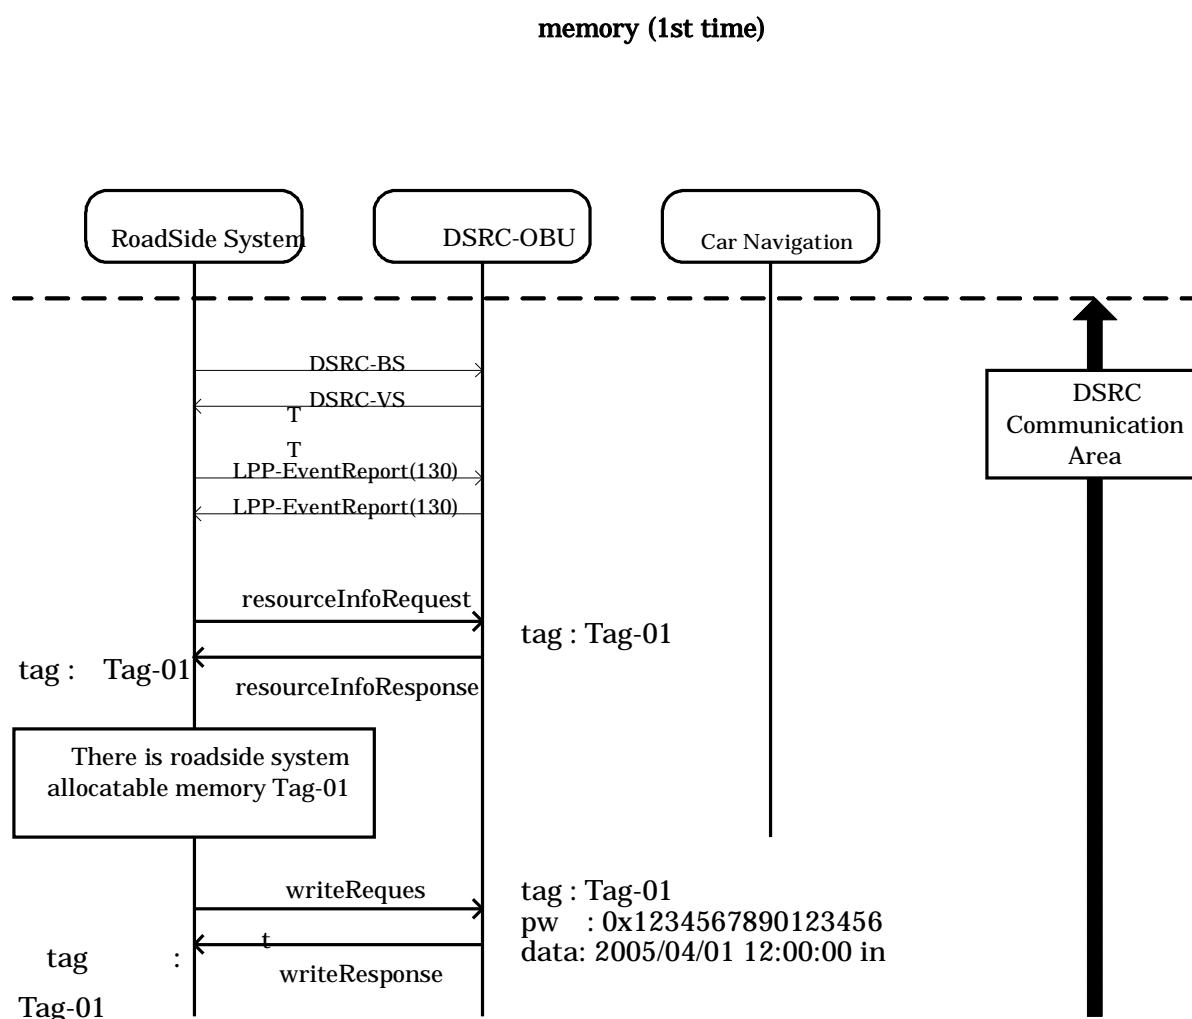 memory (1st time)
RoadSide System
DSRC-OBU
Car Navigation
DSRC-BS
DSRC-VS
T
T
LPP-EventReport(130)
LPP-EventReport(130)
DSRC
Communication
Area
resourceInfoRequest
tag : Tag-01
tag : Tag-01
resourceInfoResponse
There is roadside system
allocatable memory Tag-01
writeReques
t
tag : Tag-01
pw : 0x1234567890123456
data: 2005/04/01 12:00:00 in
tag :
Tag-01
writeResponse